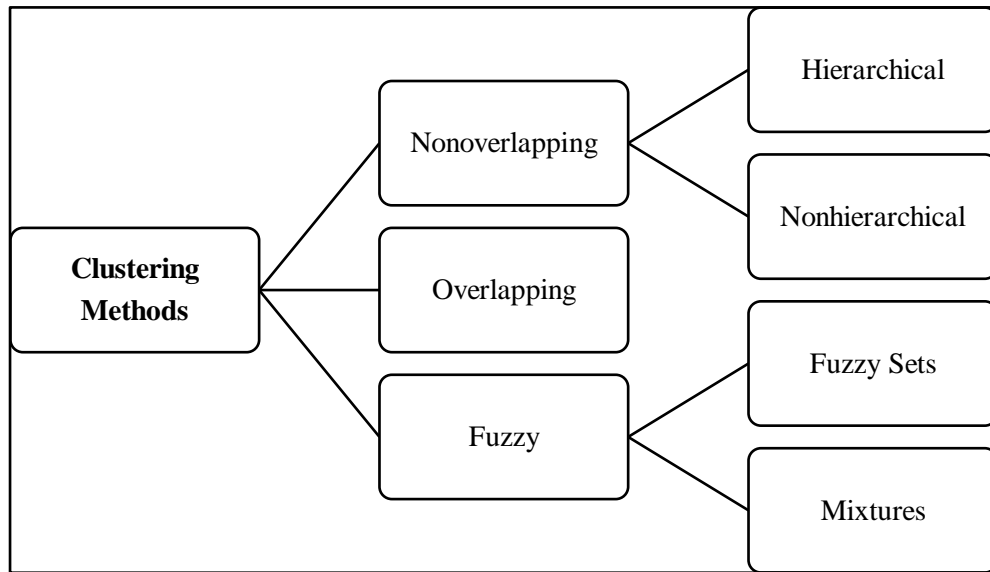 Clustering
Methods
Nonoverlapping
Overlapping
Fuzzy
Hierarchical
Nonhierarchical
Fuzzy Sets
Mixtures